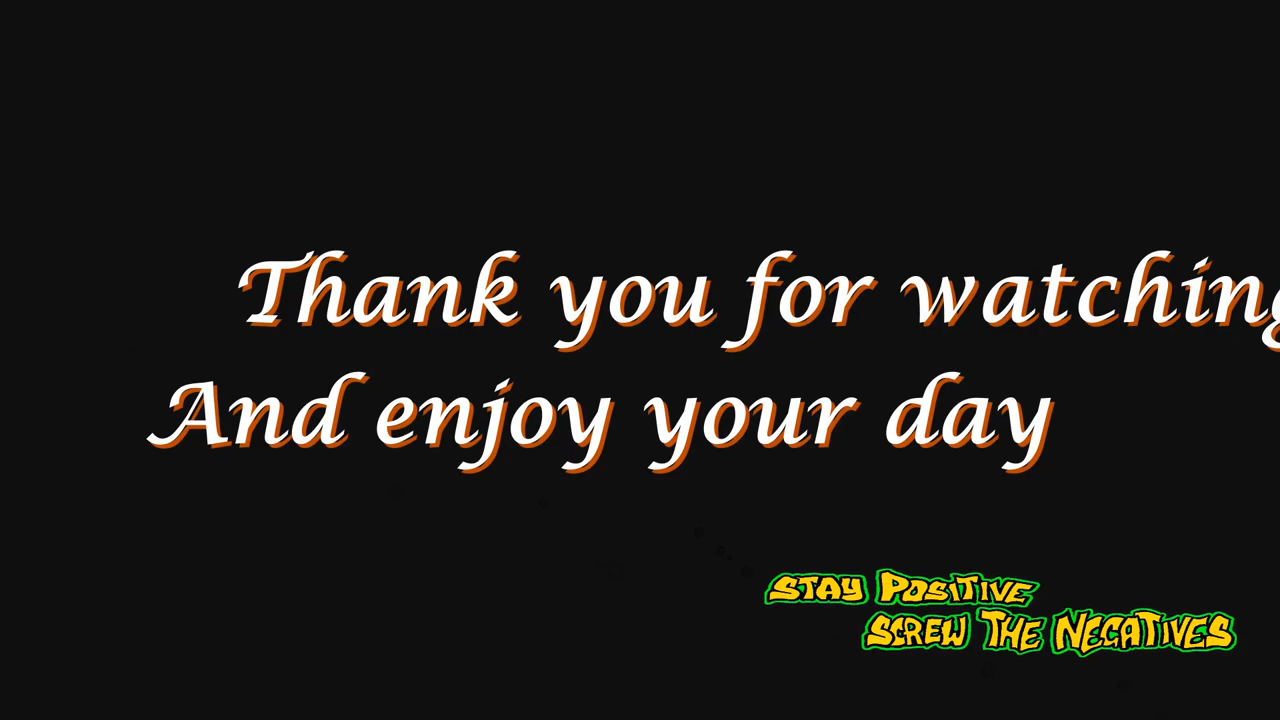 Thank you for watching
And enjoy your day
STAY POSITIVE
SCREW THE NEGATIVES